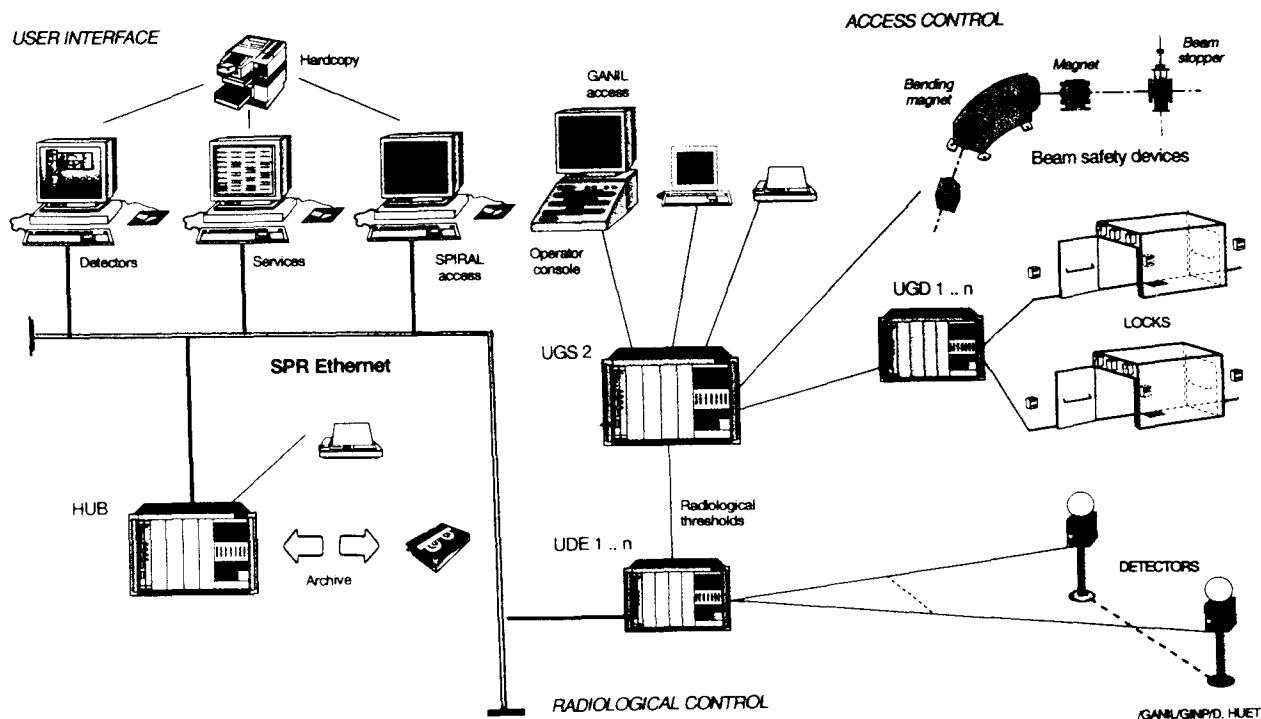 USER INTERFACE
Hardcopy
Detectors
Services
SPIRAL
access
GANIL
access
Operator
console
ACCESS CONTROL
Bending
magnet
Magnet
Beam
stopper
Beam safety devices
UGD 1 .. n
LOCKS
UGS 2
SPR Ethernet
HUB
Archive
Radiological
thresholds
UDE 1 .. n
DETECTORS
RADIOLOGICAL CONTROL
/GANIL/GINP/D. HUET